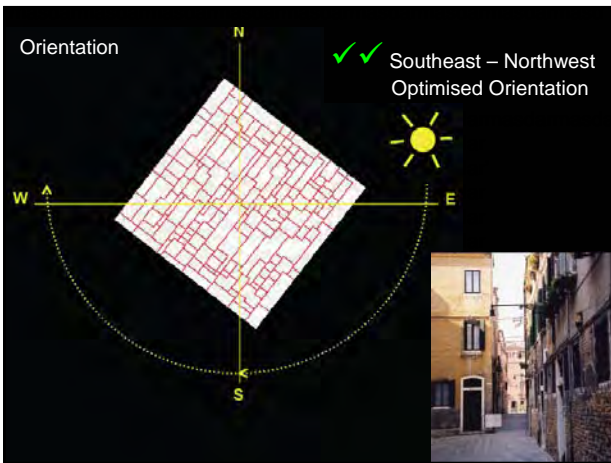 Orientation
N
✓✓ Southeast – Northwest
Optimised Orientation
W
E
S